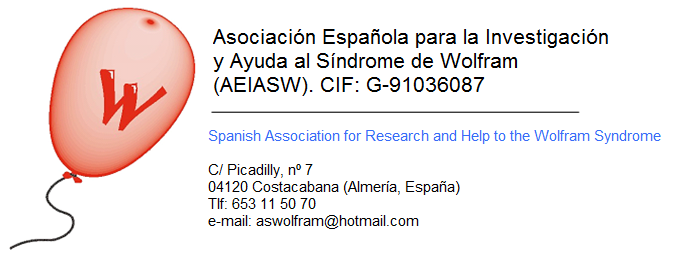 W
Asociación Española para la Investigación
y Ayuda al Síndrome de Wolfram
(AEIASW). CIF: G-91036087
Spanish Association for Research and Help to the Wolfram Syndrome
C/ Picadilly, nº 7
04120 Costacabana (Almería, España)
Tlf: 653 11 50 70
e-mail: aswolfram@hotmail.com